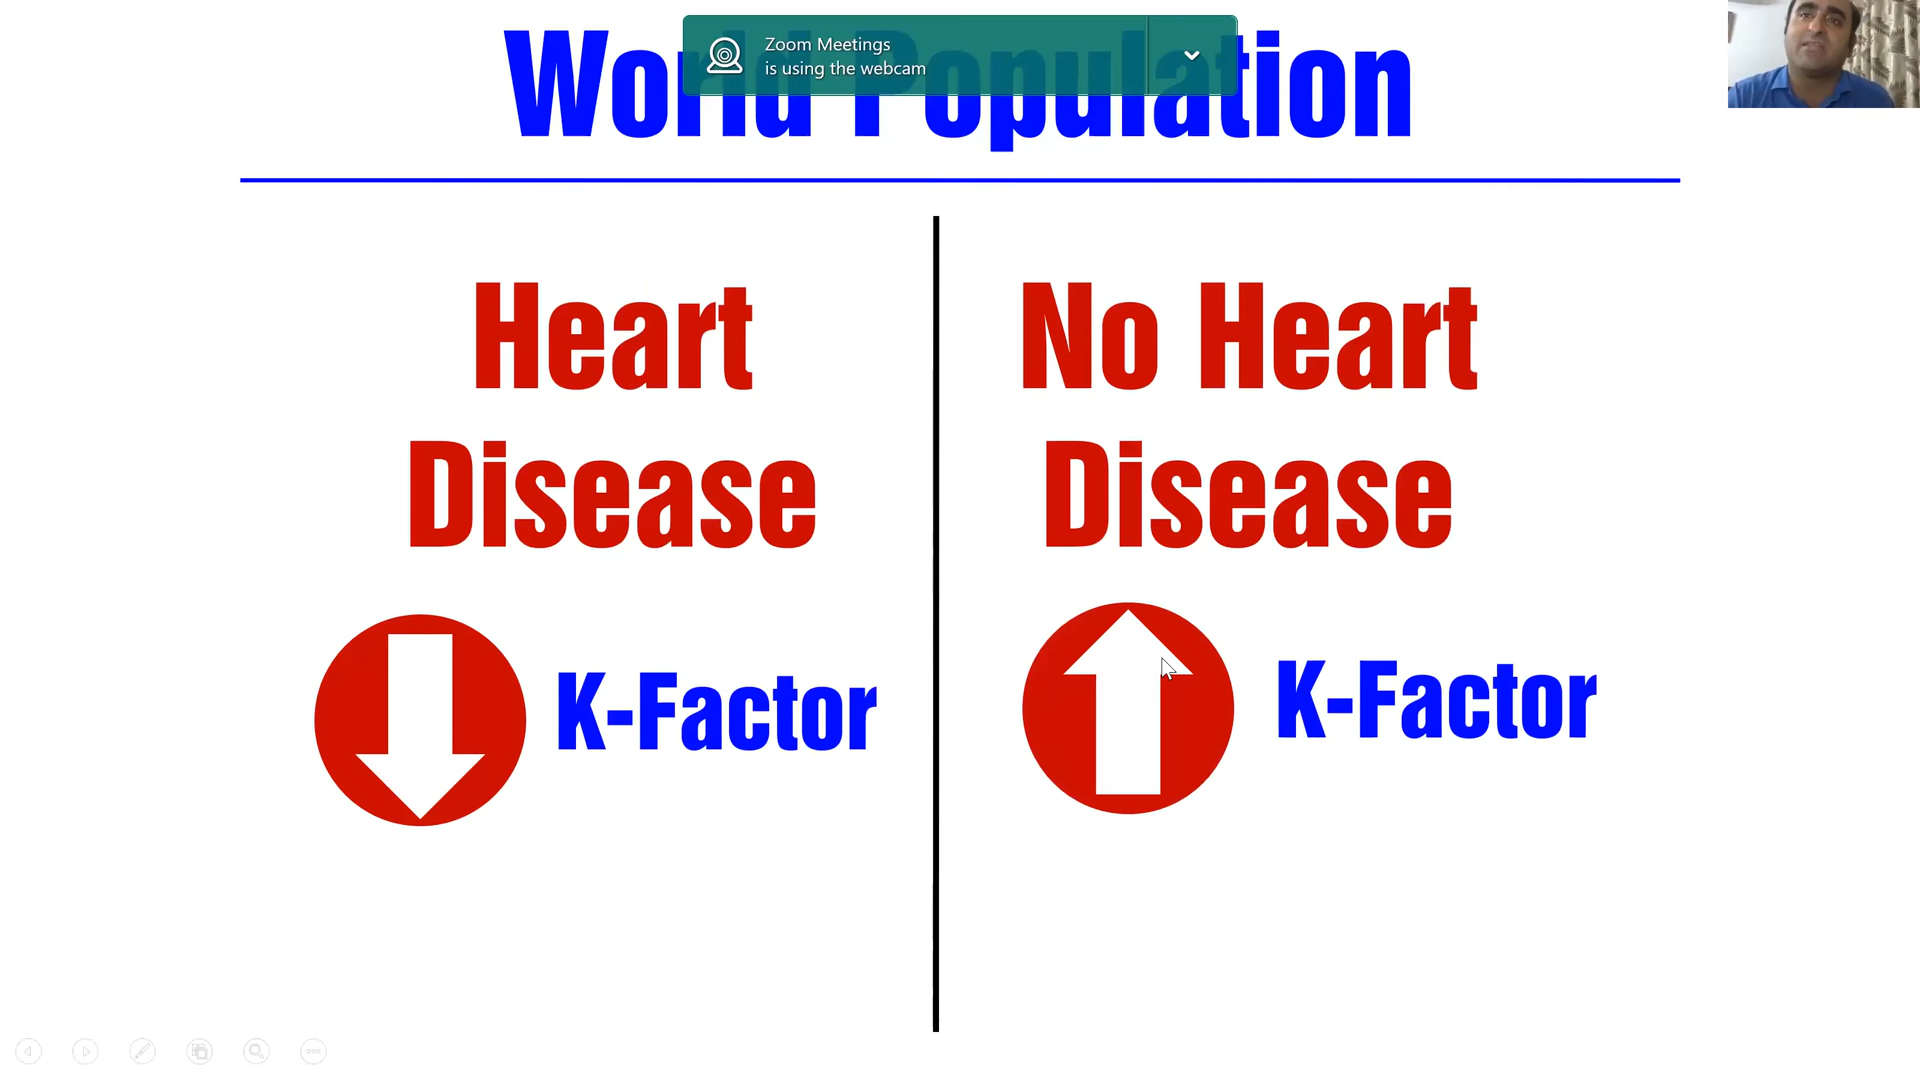 World Population
Zoom Meetings
is using the webcam
Heart
Disease
K-Factor
No Heart
Disease
K-Factor